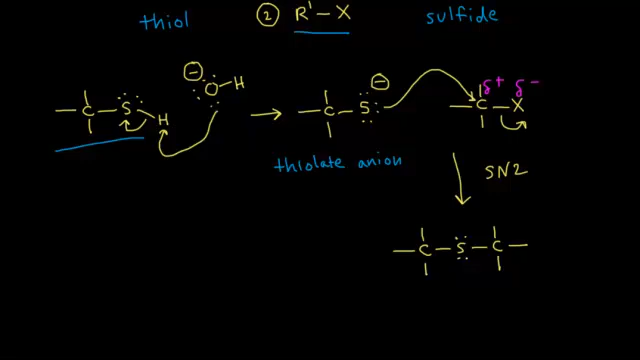 thiol ② R' — X sulfide
⊖ O — H
— C — S — H → — C — S ⊖ — C — X δ+ δ-
thiolate anion
SN2
— C — S — C —